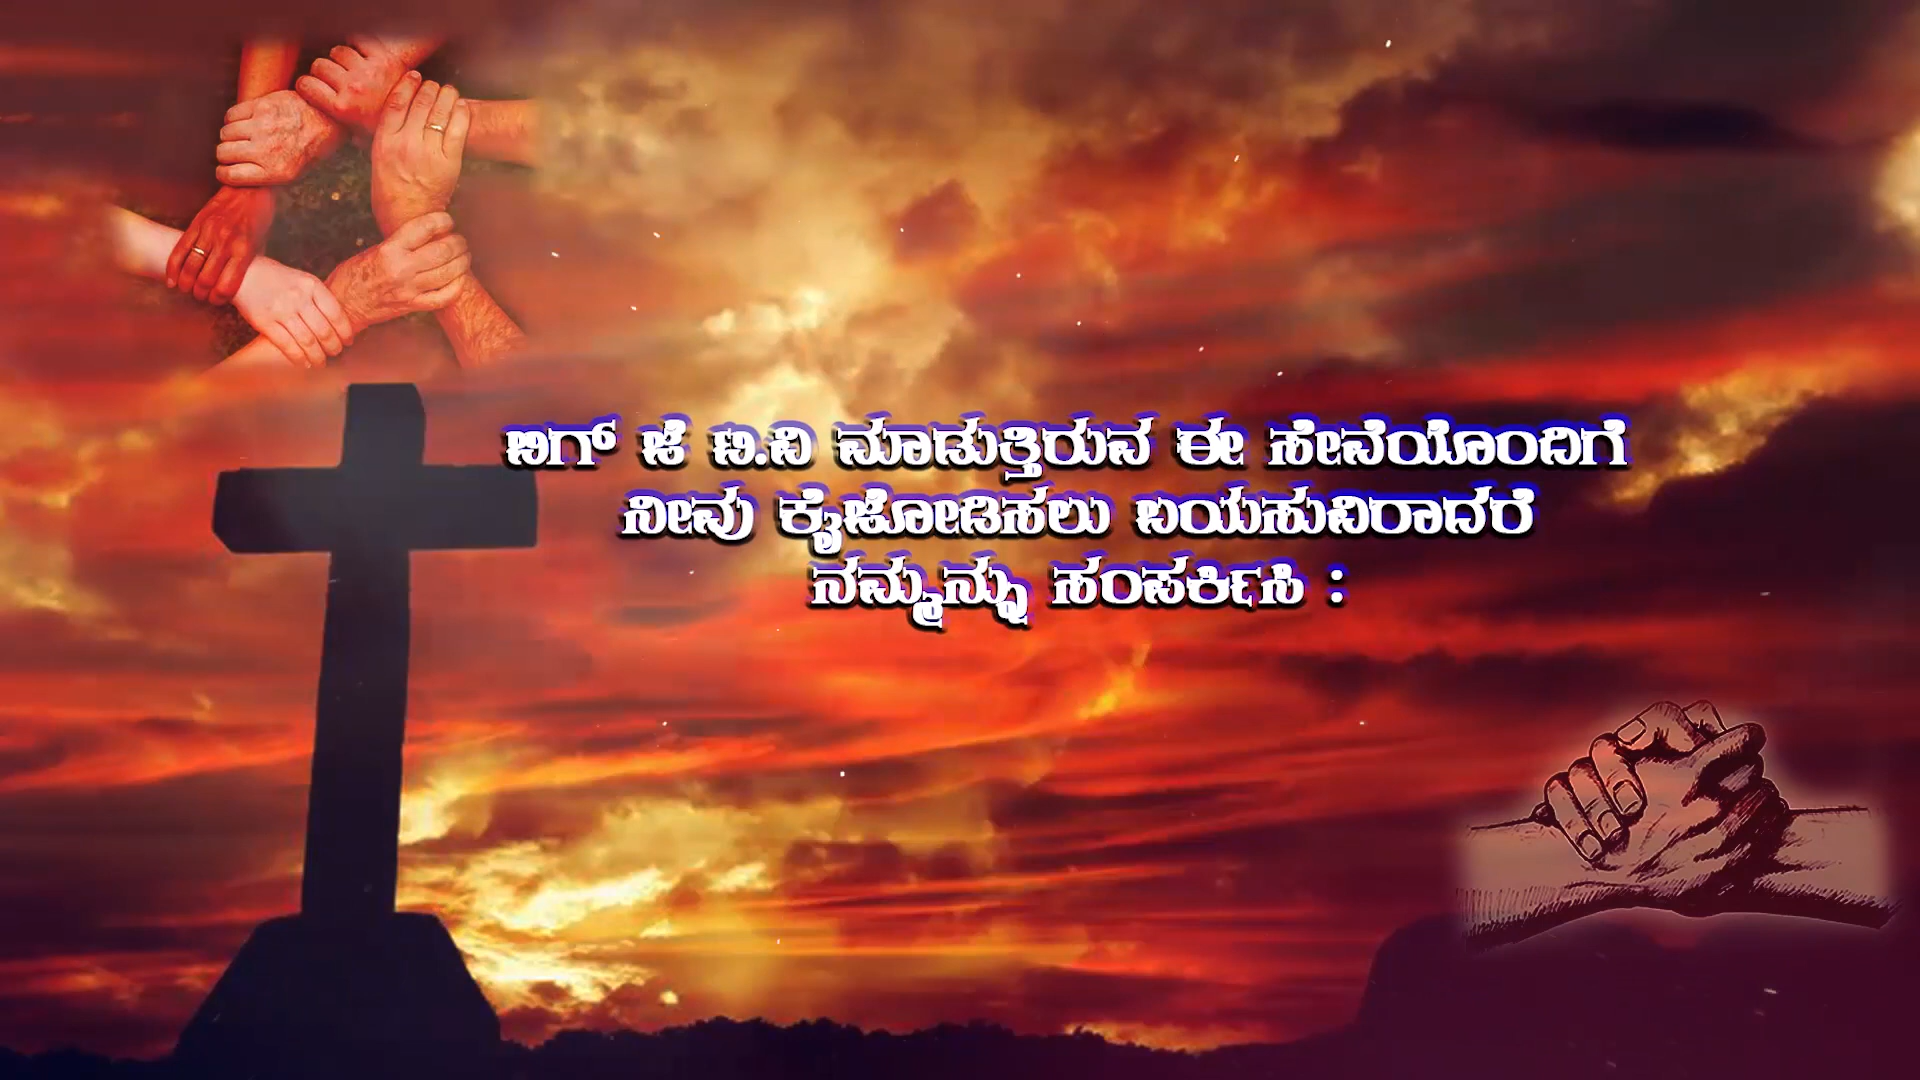 ಬಿಗ್ ಜೆ ಟಿ.ವಿ ಮಾಡುತ್ತಿರುವ ಈ ಸೇವೆಯೊಂದಿಗೆ
ನೀವು ಕೈಜೋಡಿಸಲು ಬಯಸುವಿರಾದರೆ
ನಮ್ಮನ್ನು ಸಂಪರ್ಕಿಸಿ :